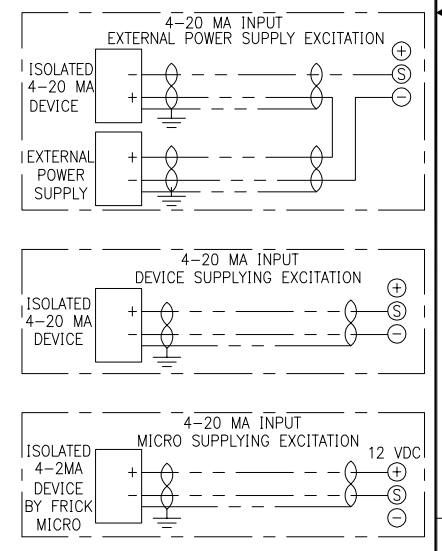 4-20 MA INPUT
EXTERNAL POWER SUPPLY EXCITATION
+
ISOLATED
4-20 MA
DEVICE
-
+
S
-
EXTERNAL
POWER
SUPPLY
+
-
4-20 MA INPUT
DEVICE SUPPLYING EXCITATION
+
ISOLATED
4-20 MA
DEVICE
+
-
S
-
4-20 MA INPUT
MICRO SUPPLYING EXCITATION
12 VDC
ISOLATED
4-2MA
DEVICE
BY FRICK
MICRO
+
-
+
S
-